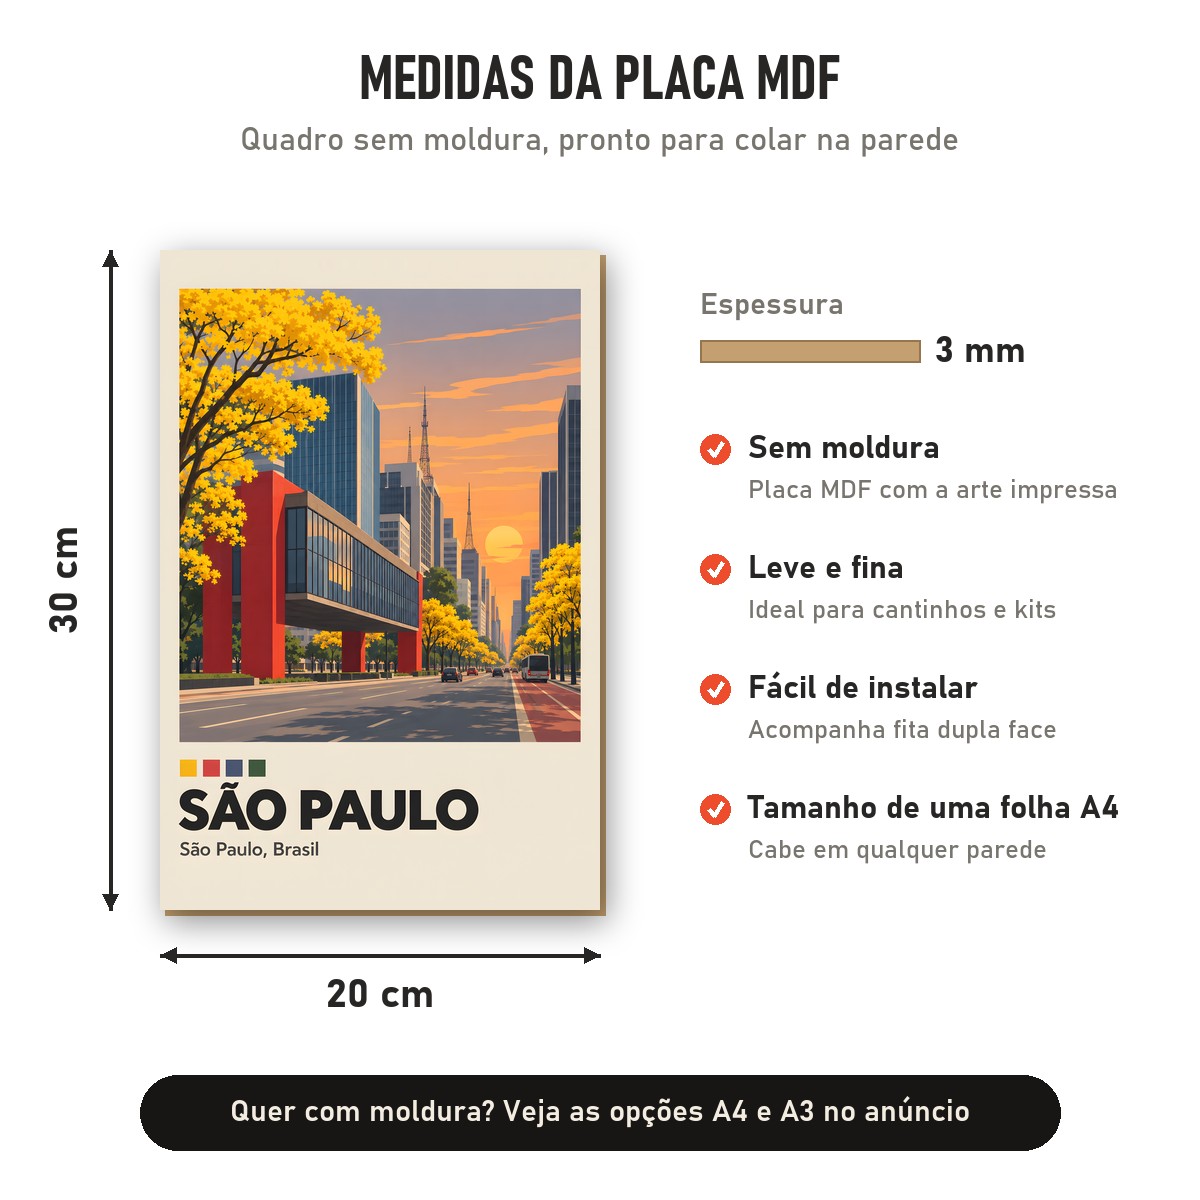 MEDIDAS DA PLACA MDF
Quadro sem moldura, pronto para colar na parede
30 cm
SÃO PAULO
São Paulo, Brasil
20 cm
Espessura
3 mm
Sem moldura
Placa MDF com a arte impressa
Leve e fina
Ideal para cantinhos e kits
Fácil de instalar
Acompanha fita dupla face
Tamanho de uma folha A4
Cabe em qualquer parede
Quer com moldura? Veja as opções A4 e A3 no anúncio